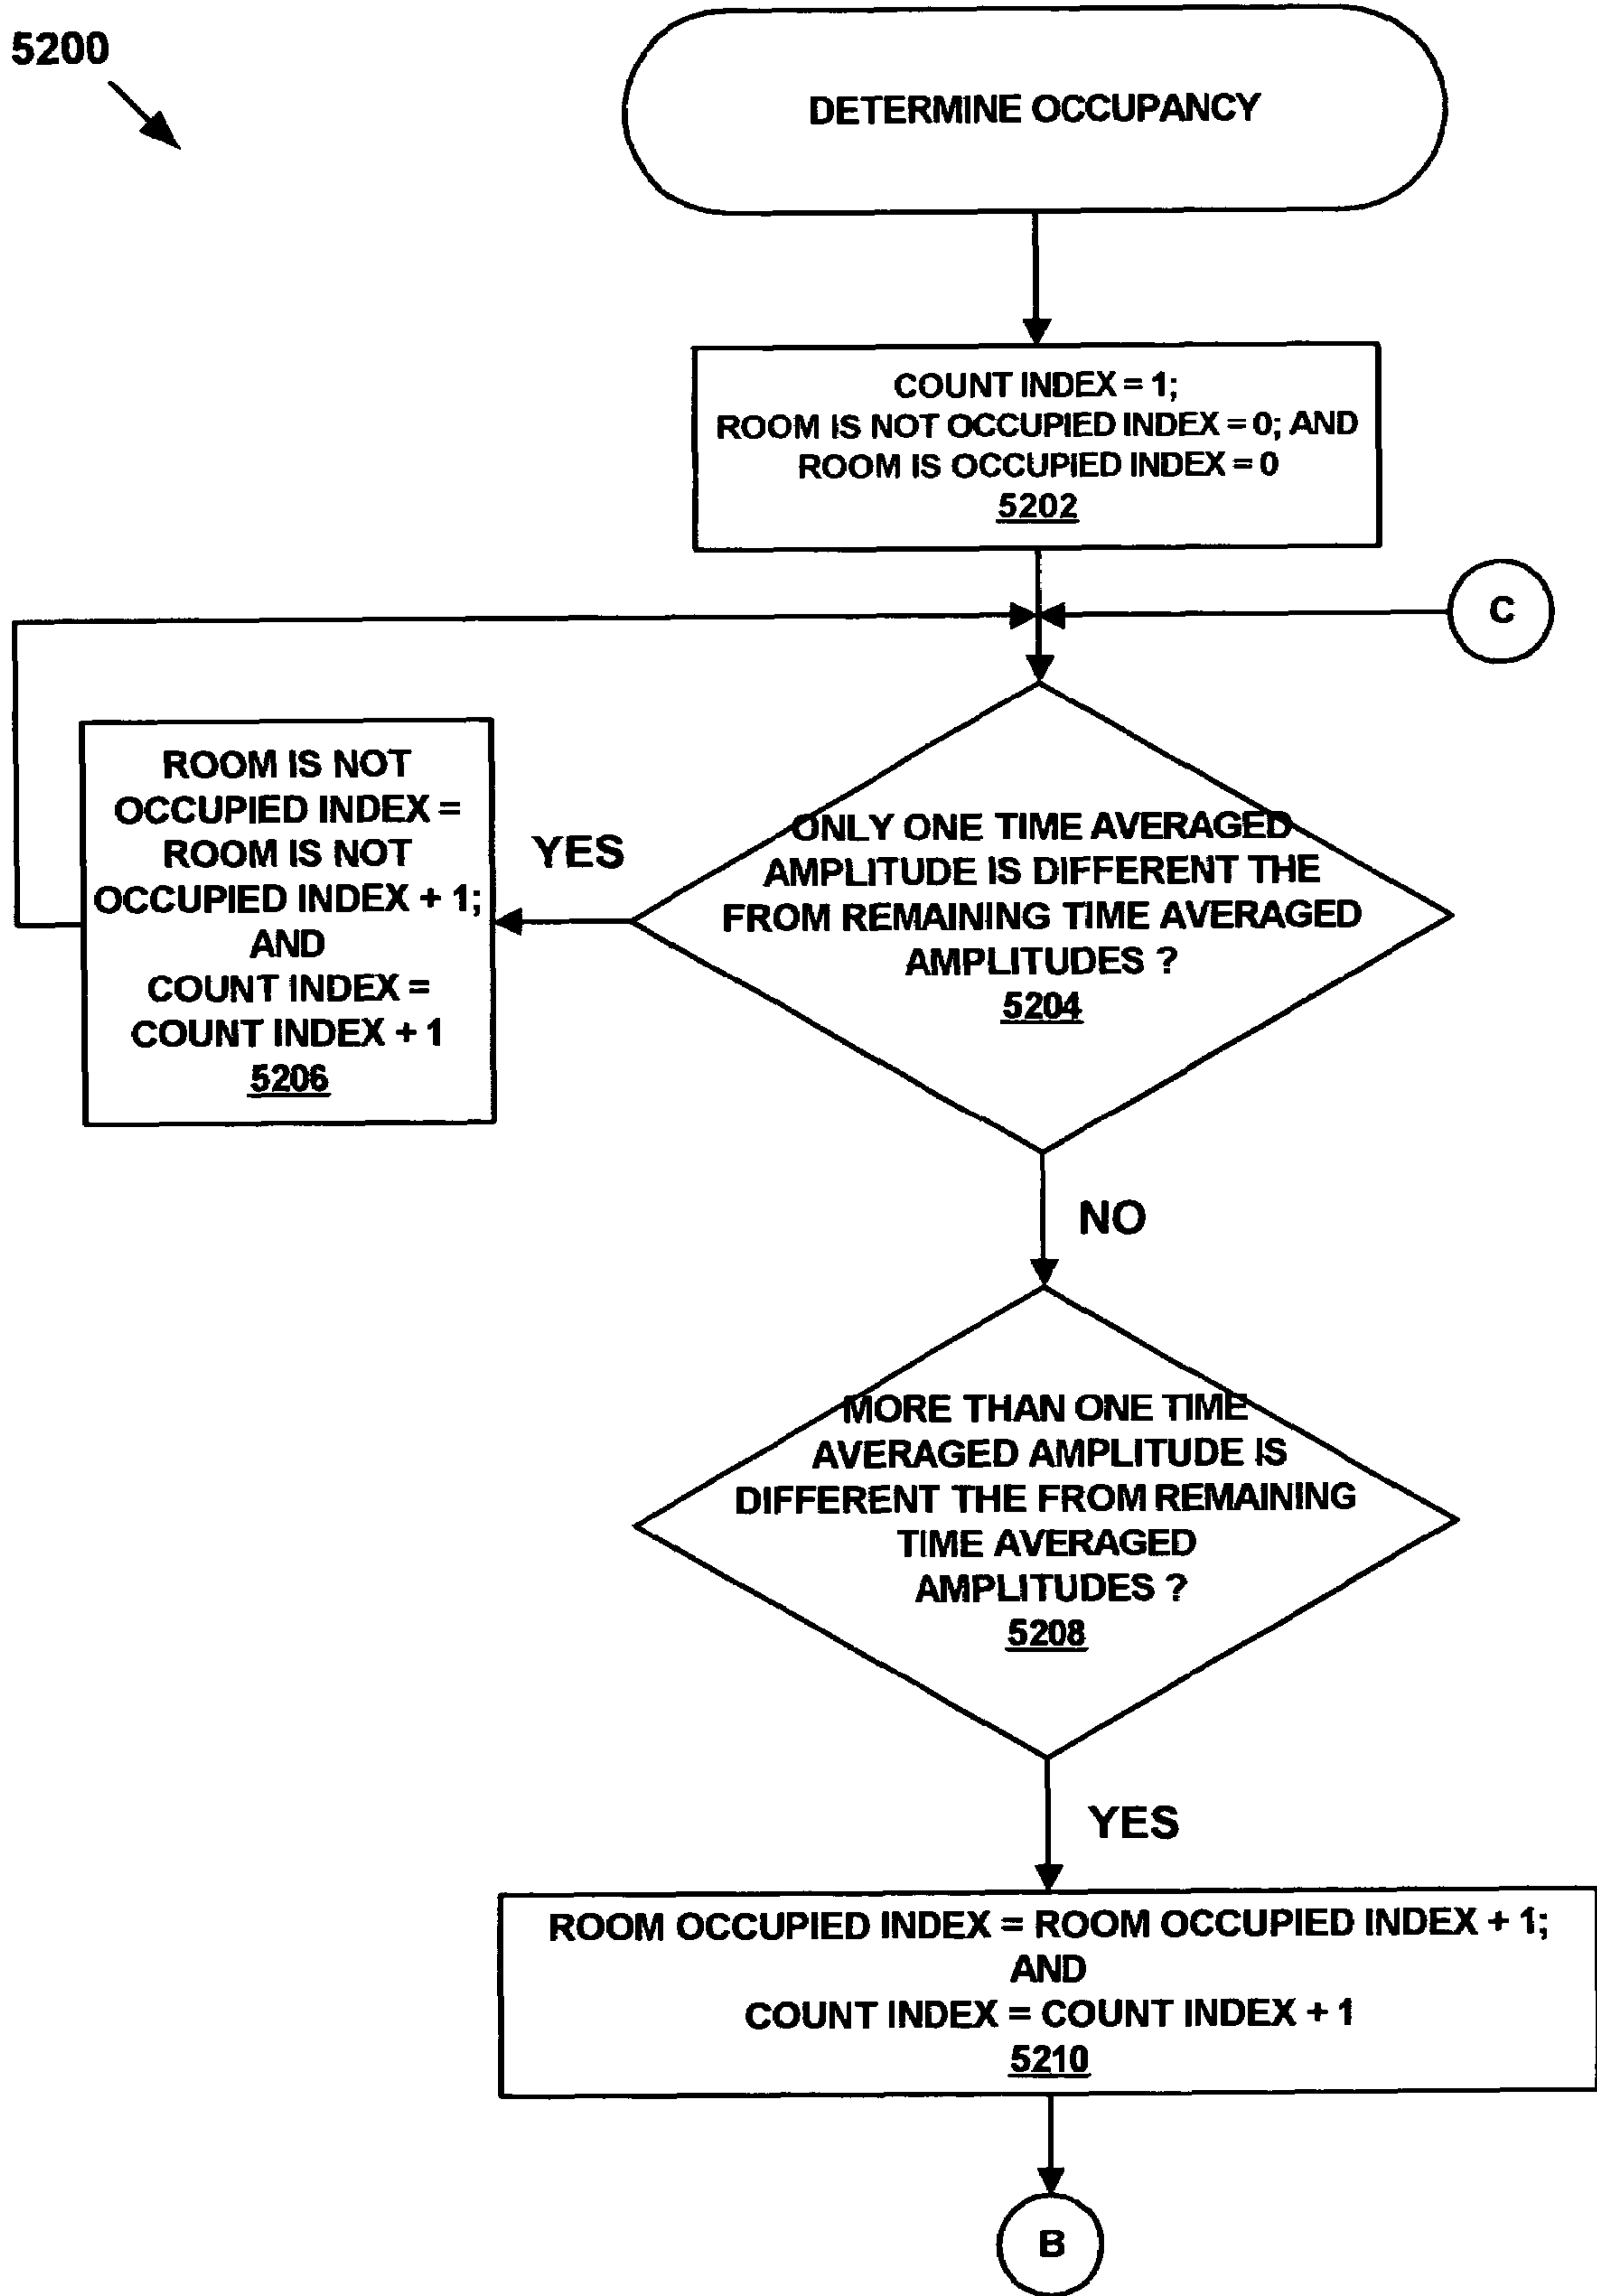 5200
DETERMINE OCCUPANCY
COUNT INDEX = 1;
ROOM IS NOT OCCUPIED INDEX = 0; AND
ROOM IS OCCUPIED INDEX = 0
5202
C
ROOM IS NOT
OCCUPIED INDEX =
ROOM IS NOT
OCCUPIED INDEX + 1;
AND
COUNT INDEX =
COUNT INDEX + 1
5206
YES
ONLY ONE TIME AVERAGED
AMPLITUDE IS DIFFERENT THE
FROM REMAINING TIME AVERAGED
AMPLITUDES ?
5204
NO
MORE THAN ONE TIME
AVERAGED AMPLITUDE IS
DIFFERENT THE FROM REMAINING
TIME AVERAGED
AMPLITUDES ?
5208
YES
ROOM OCCUPIED INDEX = ROOM OCCUPIED INDEX + 1;
AND
COUNT INDEX = COUNT INDEX + 1
5210
B